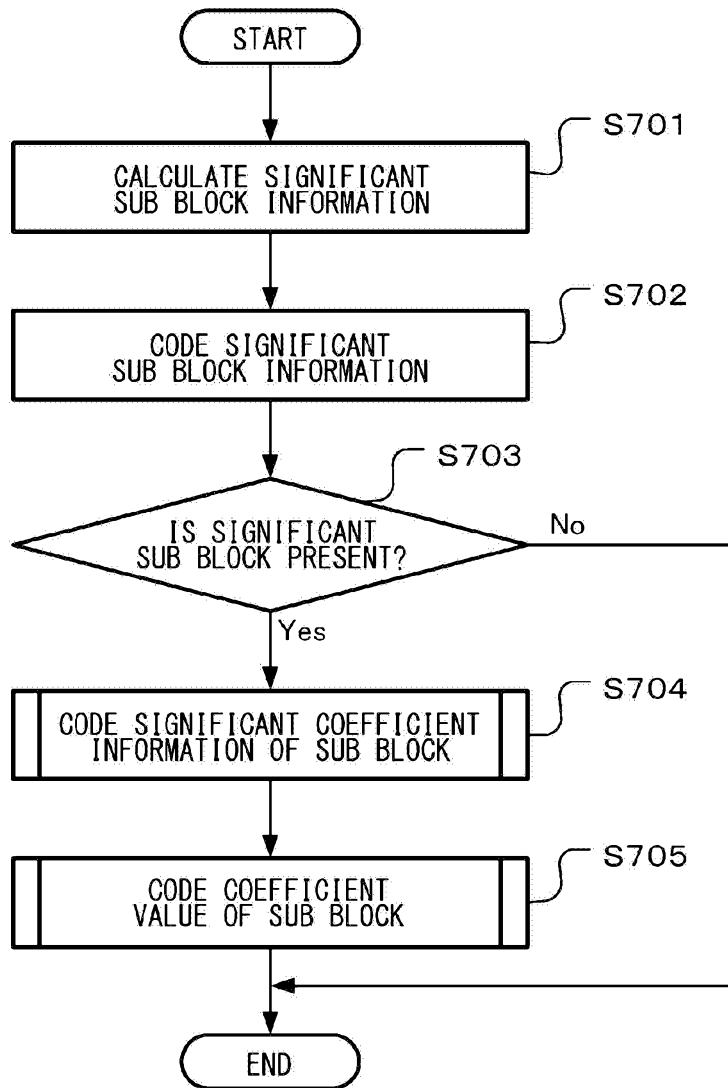 START
S701
CALCULATE SIGNIFICANT
SUB BLOCK INFORMATION
S702
CODE SIGNIFICANT
SUB BLOCK INFORMATION
S703
IS SIGNIFICANT
SUB BLOCK PRESENT?
No
Yes
S704
CODE SIGNIFICANT COEFFICIENT
INFORMATION OF SUB BLOCK
S705
CODE COEFFICIENT
VALUE OF SUB BLOCK
END